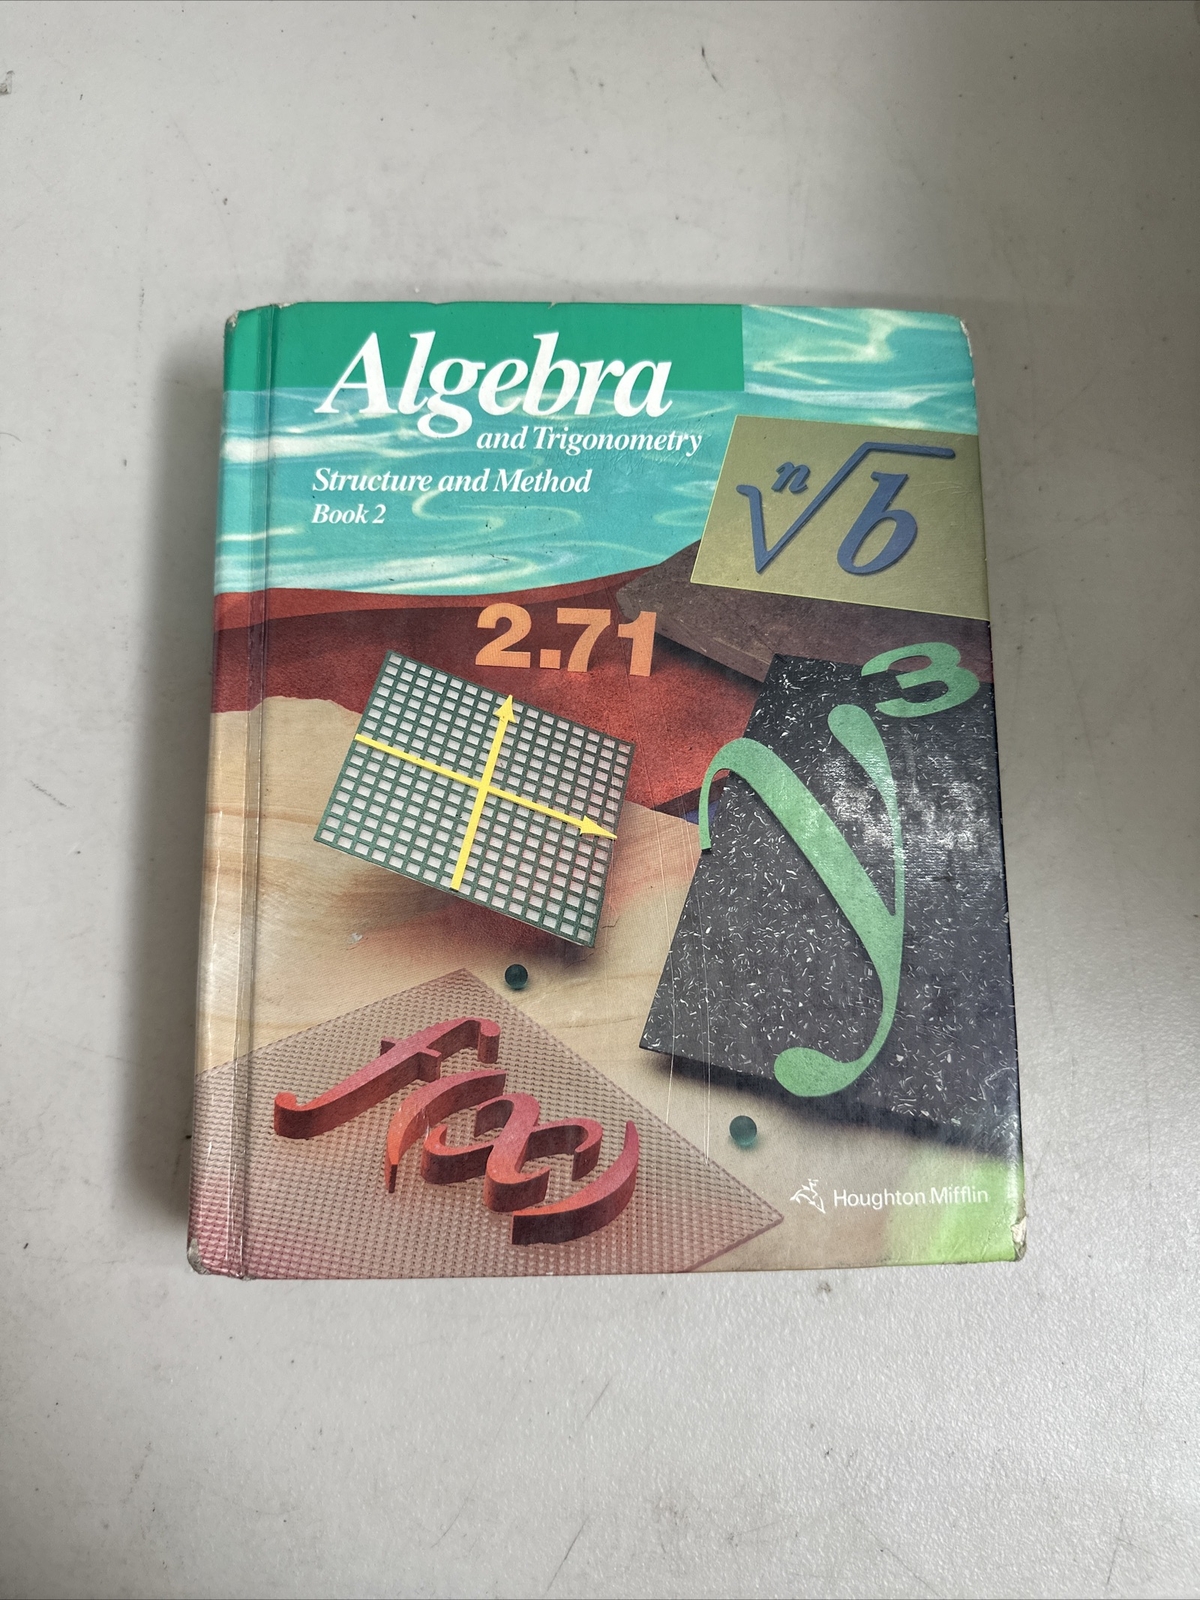 Algebra
and Trigonometry
Structure and Method
Book 2
ⁿ√b
2.71
y³
f(x)
Houghton Mifflin